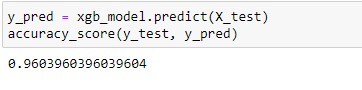 y_pred = xgb_model.predict(X_test)
accuracy_score(y_test, y_pred)
0.9603960396039604